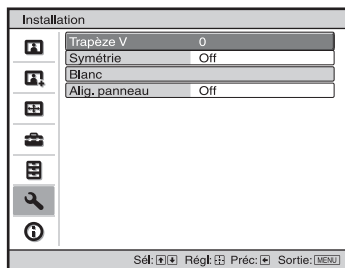 Installation
Trapèze V 0
Symétrie Off
Blanc
Alig. panneau Off
Sél: Régl: Préc: Sortie: MENU